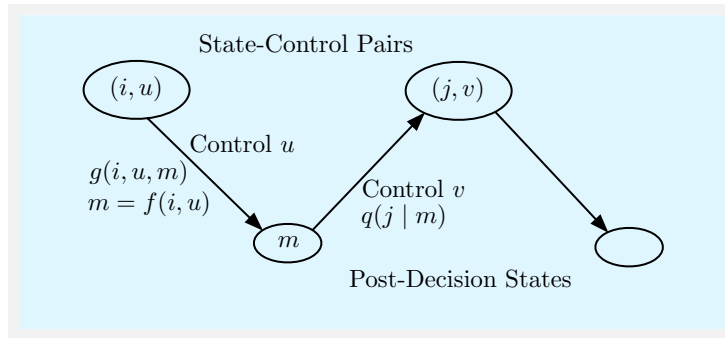 State-Control Pairs
(i, u)
(j, v)
Control u
g(i, u, m)
m = f(i, u)
Control v
q(j | m)
m
Post-Decision States